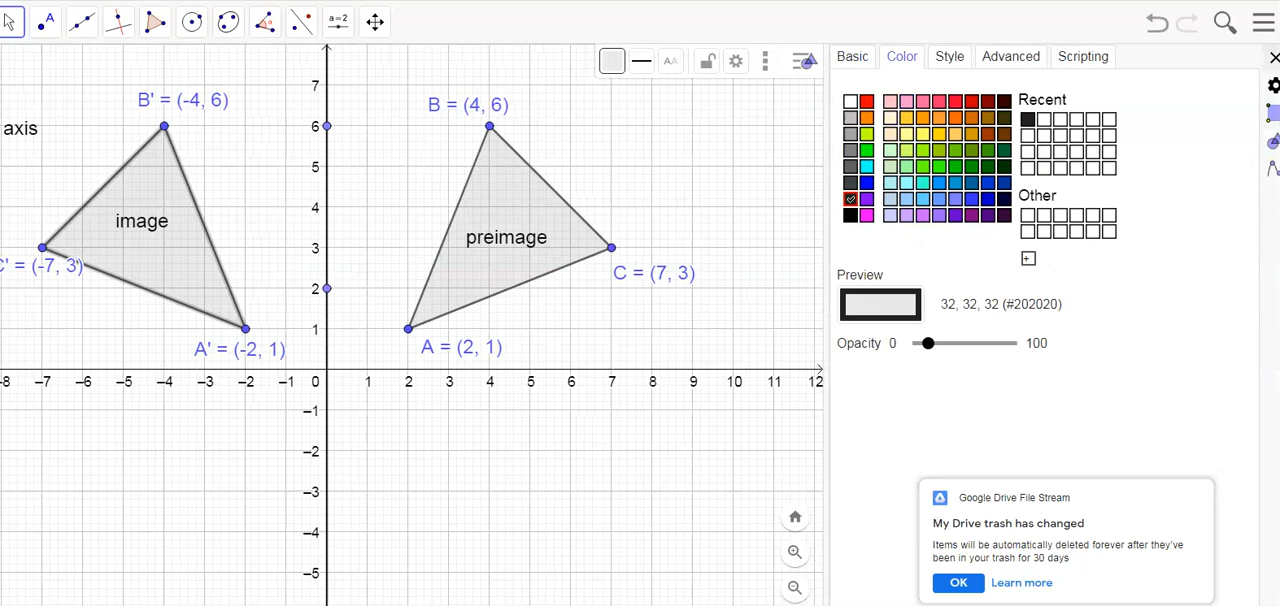 a=2
Basic
Color
Style
Advanced
Scripting
AA
axis
B' = (-4, 6)
B = (4, 6)
image
preimage
C' = (-7, 3)
C = (7, 3)
A' = (-2, 1)
A = (2, 1)
7
6
5
4
3
2
1
–8 –7 –6 –5 –4 –3 –2 –1 0 1 2 3 4 5 6 7 8 9 10 11 12
–1
–2
–3
–4
–5
Recent
Other
+
Preview
32, 32, 32 (#202020)
Opacity 0 100
Google Drive File Stream
My Drive trash has changed
Items will be automatically deleted forever after they've
been in your trash for 30 days
OK Learn more